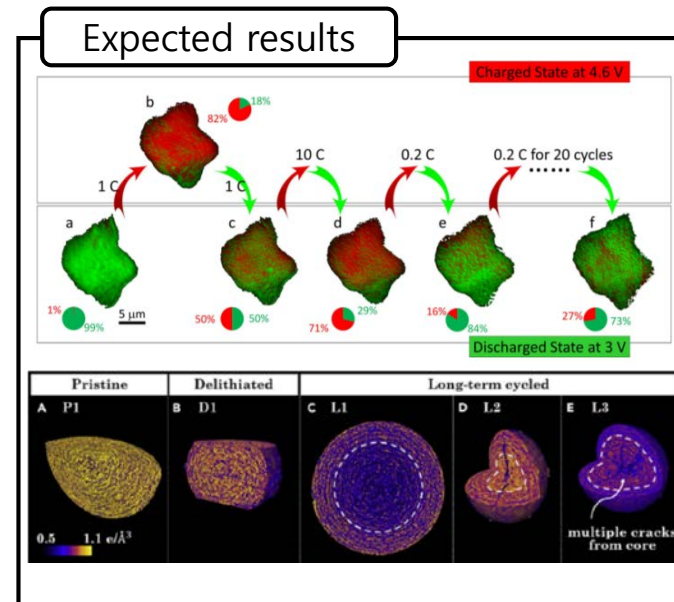 Expected results
Charged State at 4.6 V
b
18%
82%
1 C
1 C
10 C
0.2 C
0.2 C for 20 cycles
......
a
c
d
e
f
1%
99%
5 μm
50%
50%
29%
71%
16%
84%
27%
73%
Discharged State at 3 V
Pristine
Delithiated
Long-term cycled
A P1
B D1
C L1
D L2
E L3
0.5 1.1 e/Å³
multiple cracks
from core